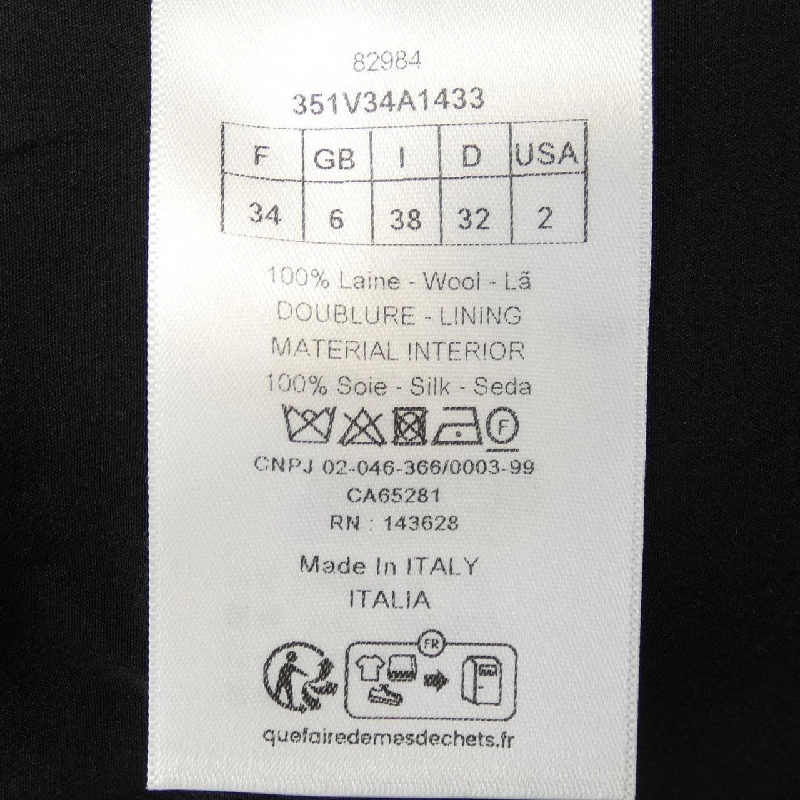 82984
351V34A1433
F GB I D USA
34 6 38 32 2
100% Laine - Wool - Lã
DOUBLURE - LINING
MATERIAL INTERIOR
100% Soie - Silk - Seda
F
CNPJ 02-046-366/0003-99
CA65281
RN : 143628
Made In ITALY
ITALIA
FR
quefairedemesdechets.fr